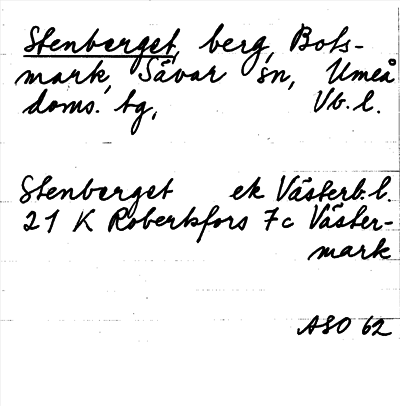 Stenberget, berg, Bots-
mark, Sävar sn, Umeå
doms. tg, Vb. l.
Stenberget ek Västerb. l.
21 K Robertsfors 7c Väster-
mark
ASO 62